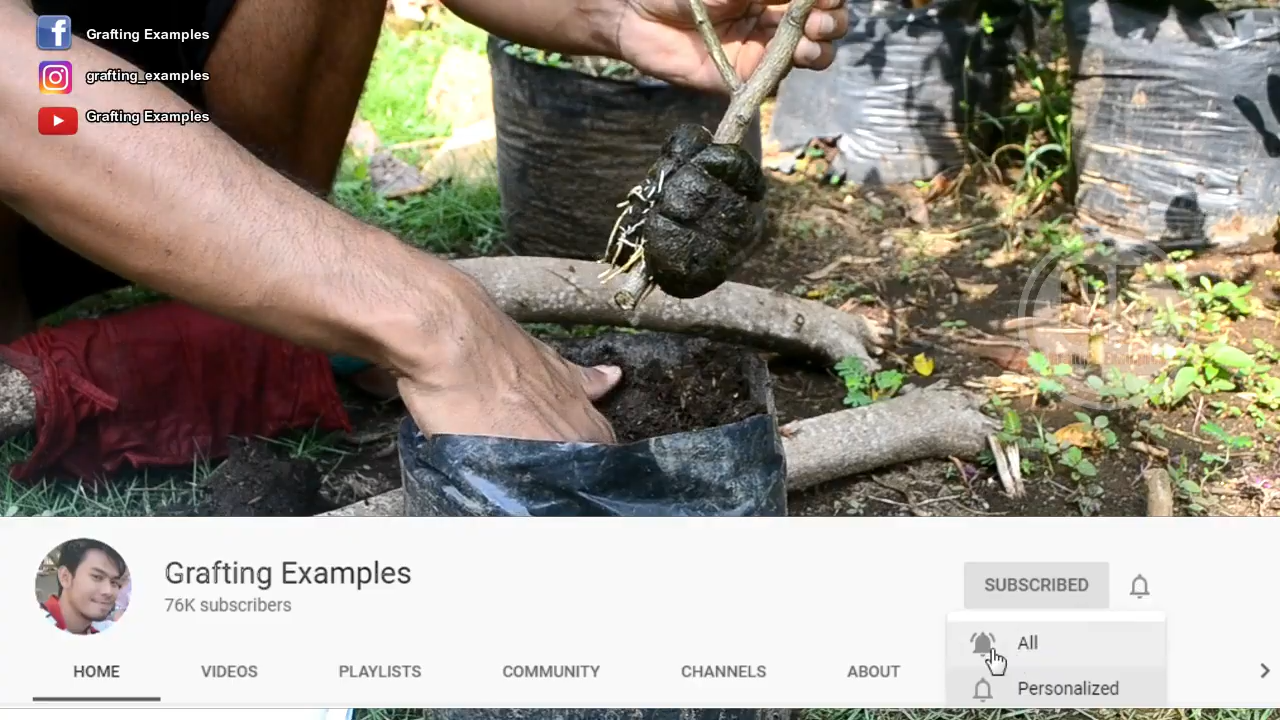 Grafting Examples
grafting_examples
Grafting Examples
Grafting Examples
76K subscribers
SUBSCRIBED
All
Personalized
HOME VIDEOS PLAYLISTS COMMUNITY CHANNELS ABOUT